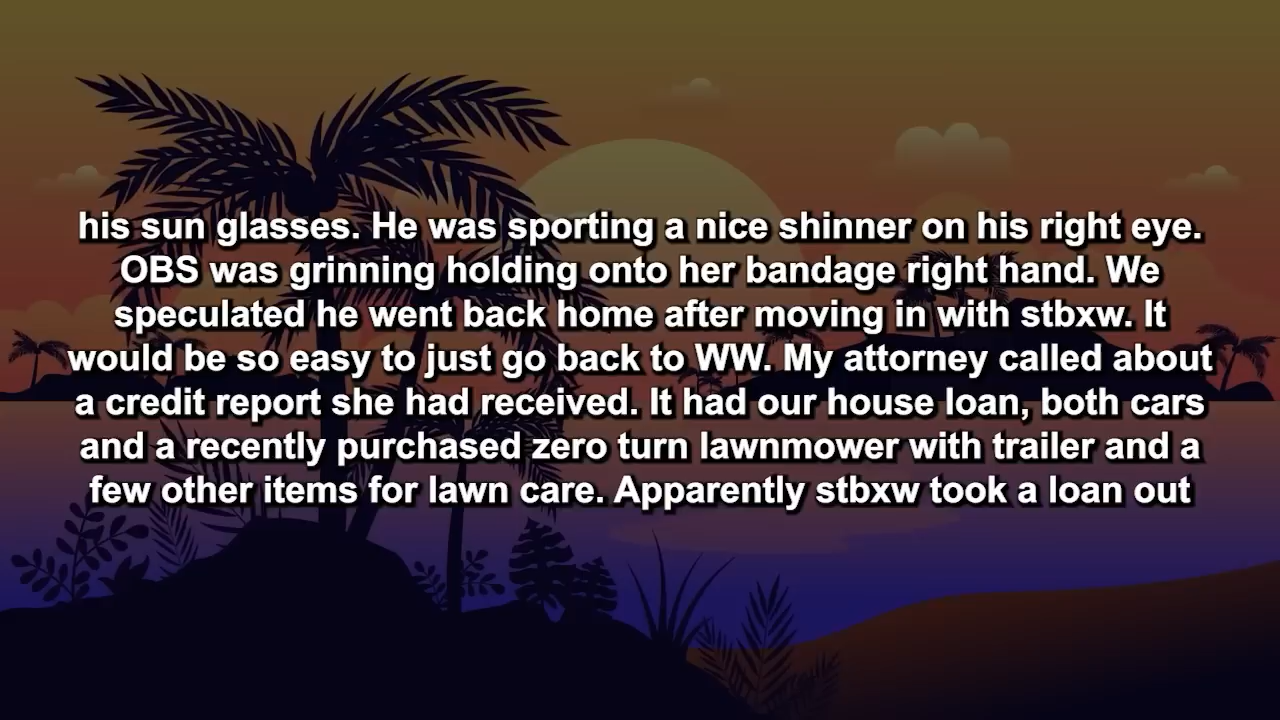 his sun glasses. He was sporting a nice shinner on his right eye.
OBS was grinning holding onto her bandage right hand. We
speculated he went back home after moving in with stbxw. It
would be so easy to just go back to WW. My attorney called about
a credit report she had received. It had our house loan, both cars
and a recently purchased zero turn lawnmower with trailer and a
few other items for lawn care. Apparently stbxw took a loan out